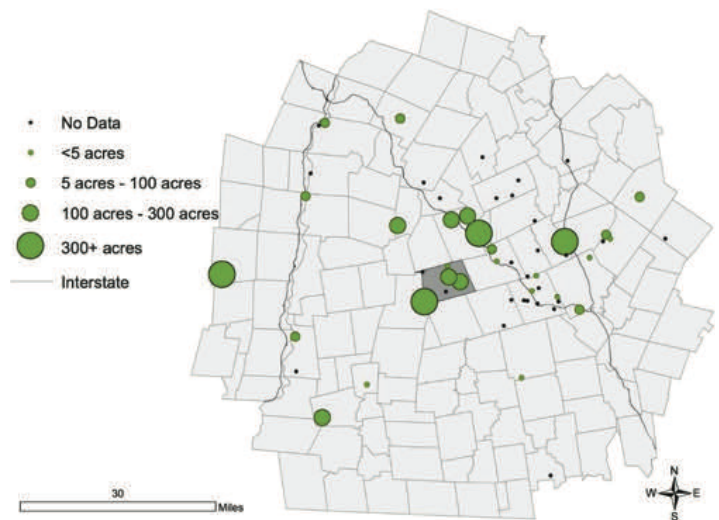 No Data
<5 acres
5 acres - 100 acres
100 acres - 300 acres
300+ acres
Interstate
30
Miles
N
W E
S